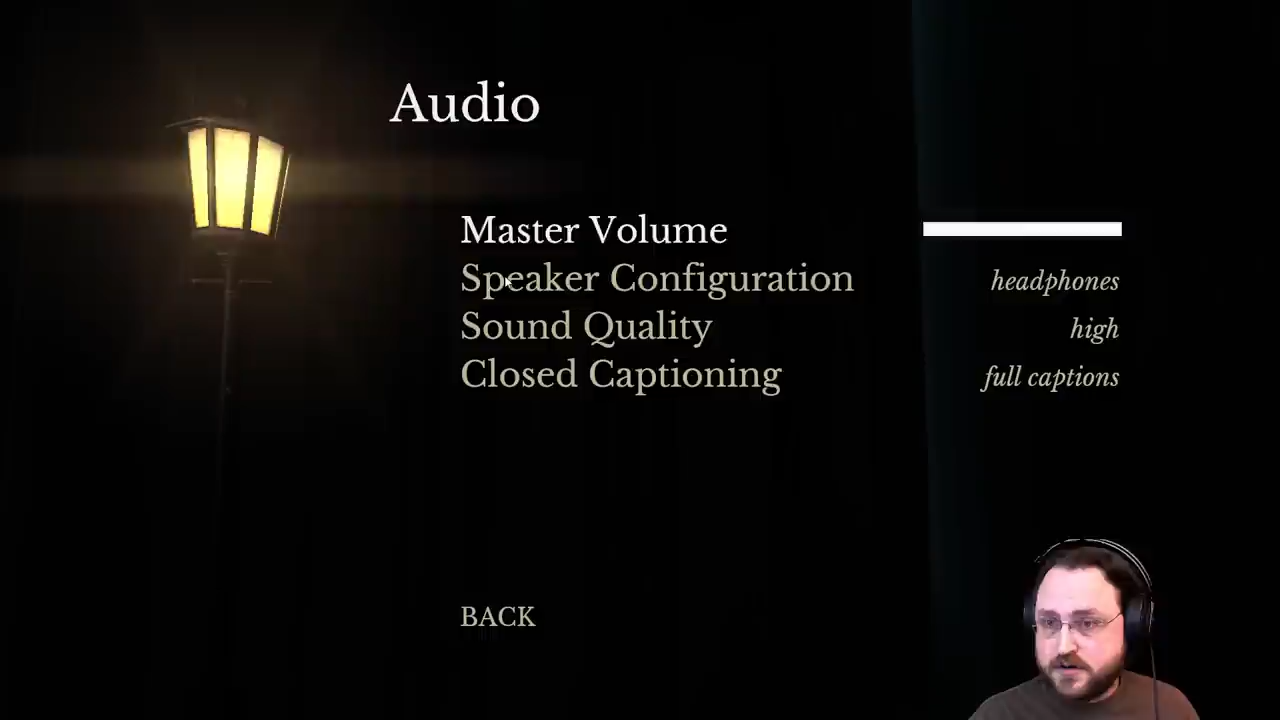 Audio
Master Volume
Speaker Configuration headphones
Sound Quality high
Closed Captioning full captions
BACK